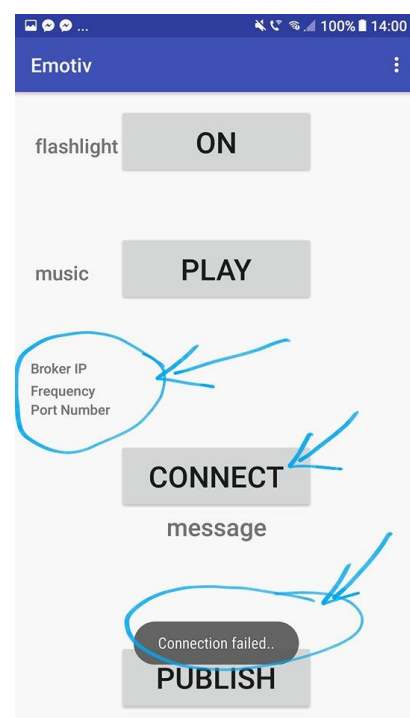 ... 100% 14:00
Emotiv
flashlight ON
music PLAY
Broker IP
Frequency
Port Number
CONNECT
message
Connection failed..
PUBLISH